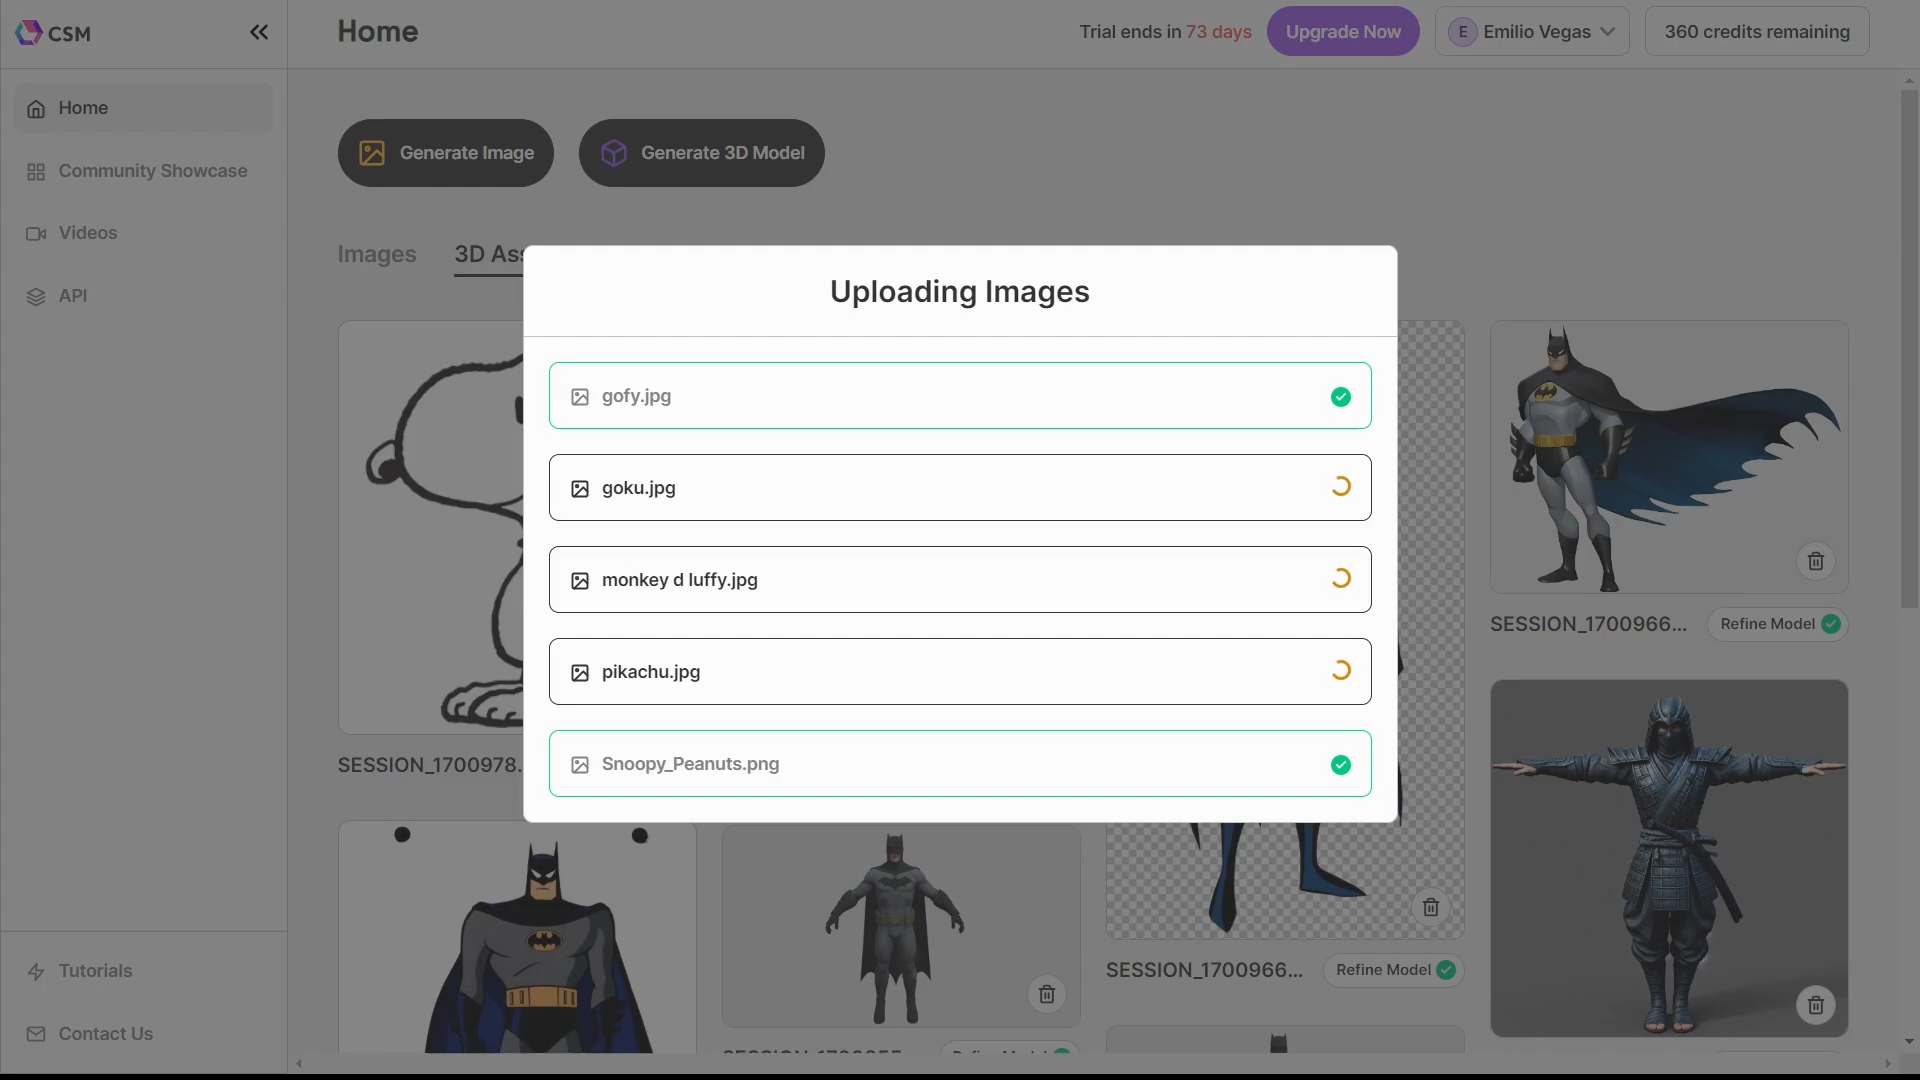 CSM
Home
Trial ends in 73 days
Upgrade Now
E
Emilio Vegas
360 credits remaining
Home
Community Showcase
Videos
API
Generate Image
Generate 3D Model
Images
3D Ass
Uploading Images
gofy.jpg
goku.jpg
monkey d luffy.jpg
pikachu.jpg
Snoopy_Peanuts.png
SESSION_1700966...
Refine Model
SESSION_1700978.
SESSION_1700966...
Refine Model
Tutorials
Contact Us